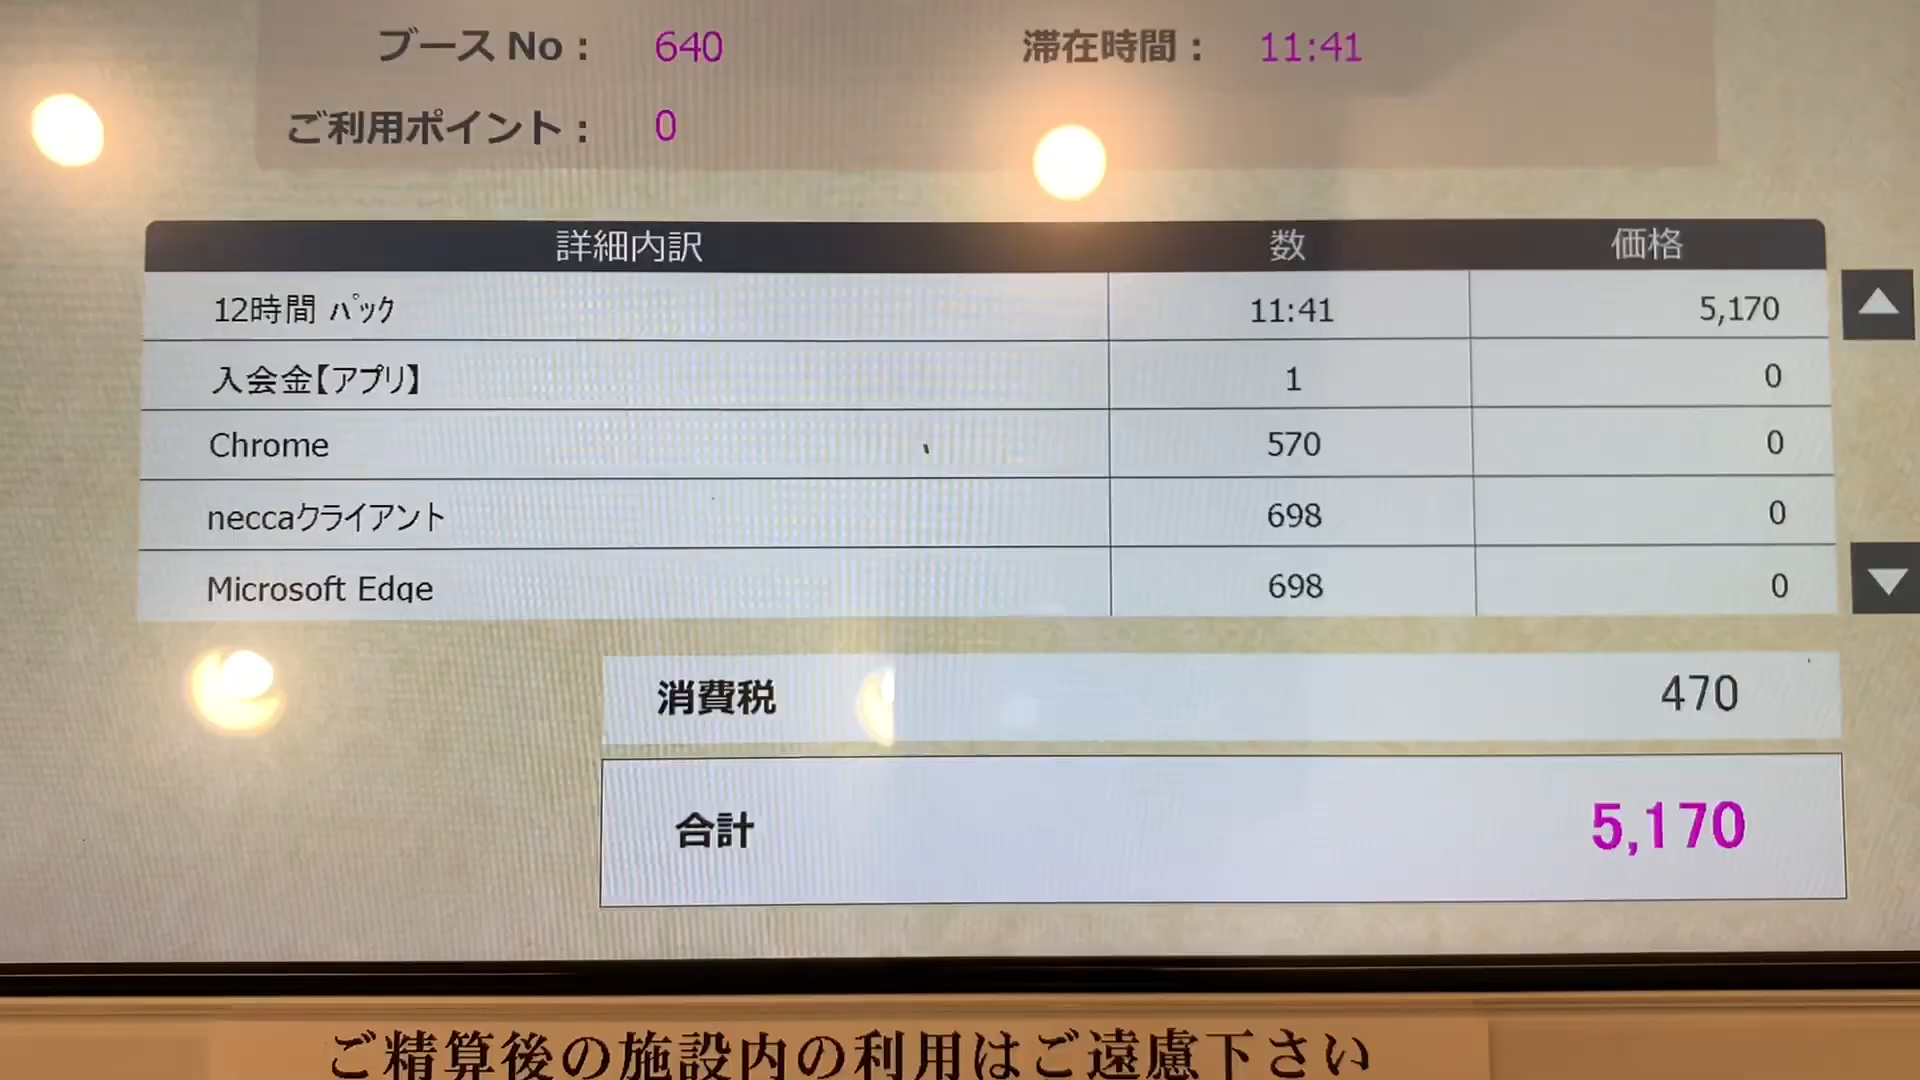 ブース No： 640 滞在時間： 11:41
ご利用ポイント： 0
詳細内訳 数 価格
12時間 ﾊﾟｯｸ 11:41 5,170
入会金【アプリ】 1 0
Chrome 570 0
neccaクライアント 698 0
Microsoft Edge 698 0
消費税 470
合計 5,170
ご精算後の施設内の利用はご遠慮下さい